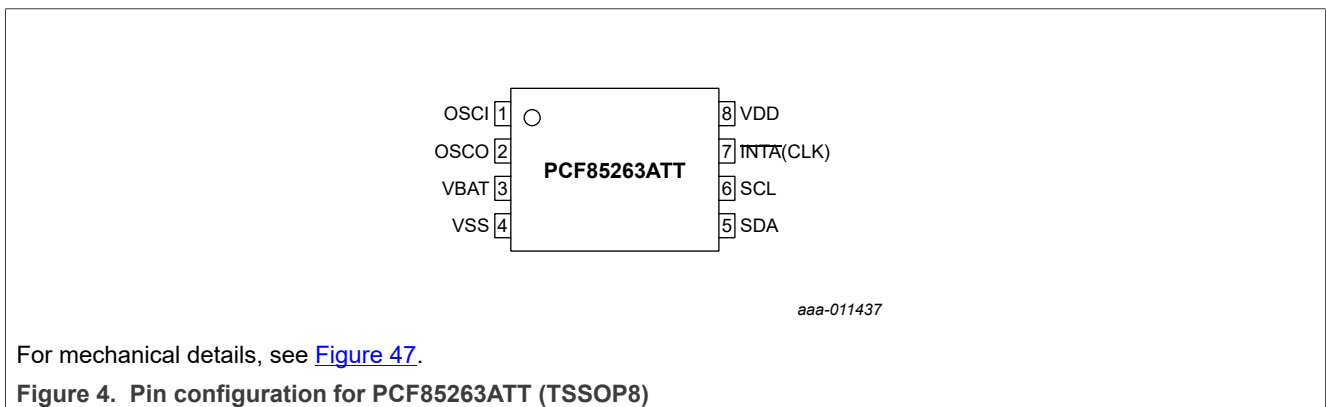 OSCI 1 8 VDD
OSCO 2 7 INTA(CLK)
PCF85263ATT
VBAT 3 6 SCL
VSS 4 5 SDA
aaa-011437
For mechanical details, see Figure 47.
Figure 4. Pin configuration for PCF85263ATT (TSSOP8)